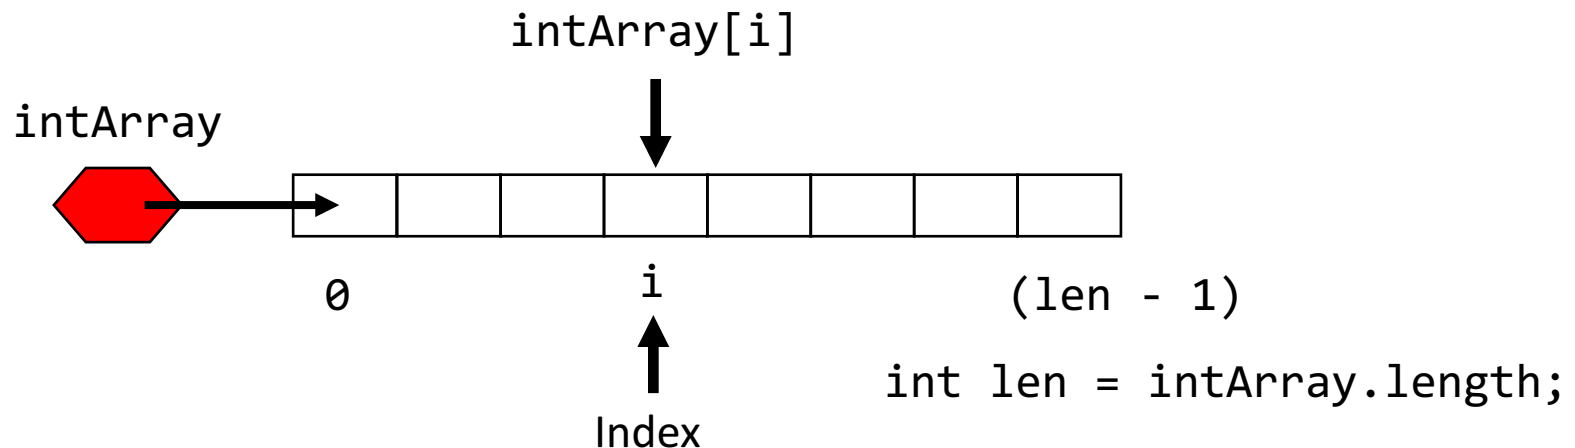 intArray[i]
intArray
0 i (len - 1)
int len = intArray.length;
Index